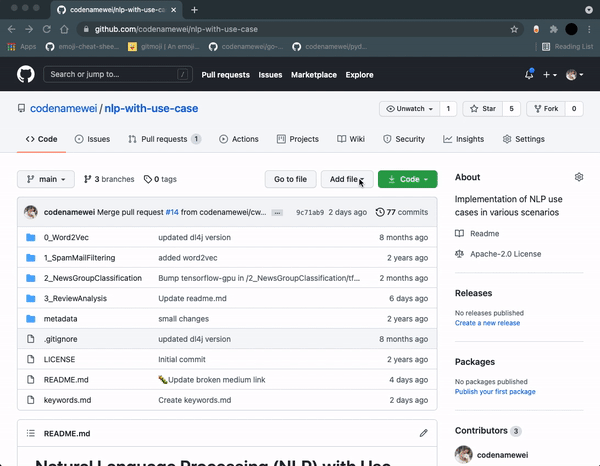 codenamewei/nlp-with-use-case
github.com/codenamewei/nlp-with-use-case
Apps emoji-cheat-shee... gitmoji | An emoji... codenamewei/go-... codenamewei/pyd... Reading List
Search or jump to... / Pull requests Issues Marketplace Explore
codenamewei / nlp-with-use-case Unwatch 1 Star 5 Fork 0
Code Issues Pull requests 1 Actions Projects Wiki Security Insights Settings
main 3 branches 0 tags Go to file Add file Code
codenamewei Merge pull request #14 from codenamewei/cw... ... 9c71ab9 2 days ago 77 commits
0_Word2Vec updated dl4j version 8 months ago
1_SpamMailFiltering added word2vec 2 years ago
2_NewsGroupClassification Bump tensorflow-gpu in /2_NewsGroupClassification/tf... 2 months ago
3_ReviewAnalysis Update readme.md 6 days ago
metadata small changes 2 years ago
.gitignore updated dl4j version 8 months ago
LICENSE Initial commit 2 years ago
README.md Update broken medium link 4 days ago
keywords.md Create keywords.md 2 days ago
README.md
Natural Language Processing (NLP) with Use
About
Implementation of NLP use
cases in various scenarios
Readme
Apache-2.0 License
Releases
No releases published
Create a new release
Packages
No packages published
Publish your first package
Contributors 3
codenamewei